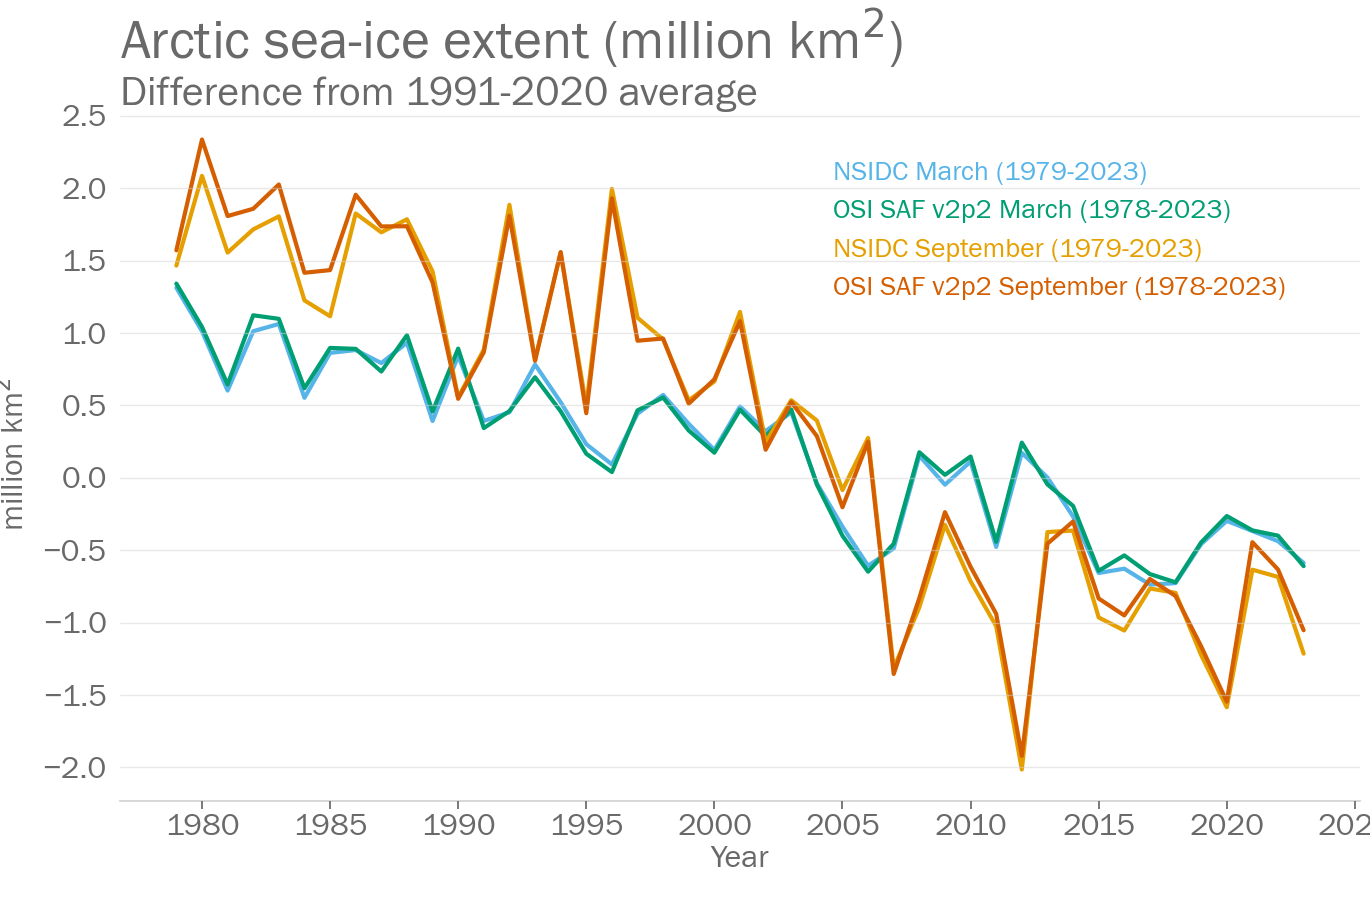 Arctic sea-ice extent (million km²)
Difference from 1991-2020 average
2.5
2.0
1.5
1.0
0.5
0.0
−0.5
−1.0
−1.5
−2.0
million km²
NSIDC March (1979-2023)
OSI SAF v2p2 March (1978-2023)
NSIDC September (1979-2023)
OSI SAF v2p2 September (1978-2023)
1980 1985 1990 1995 2000 2005 2010 2015 2020 202
Year